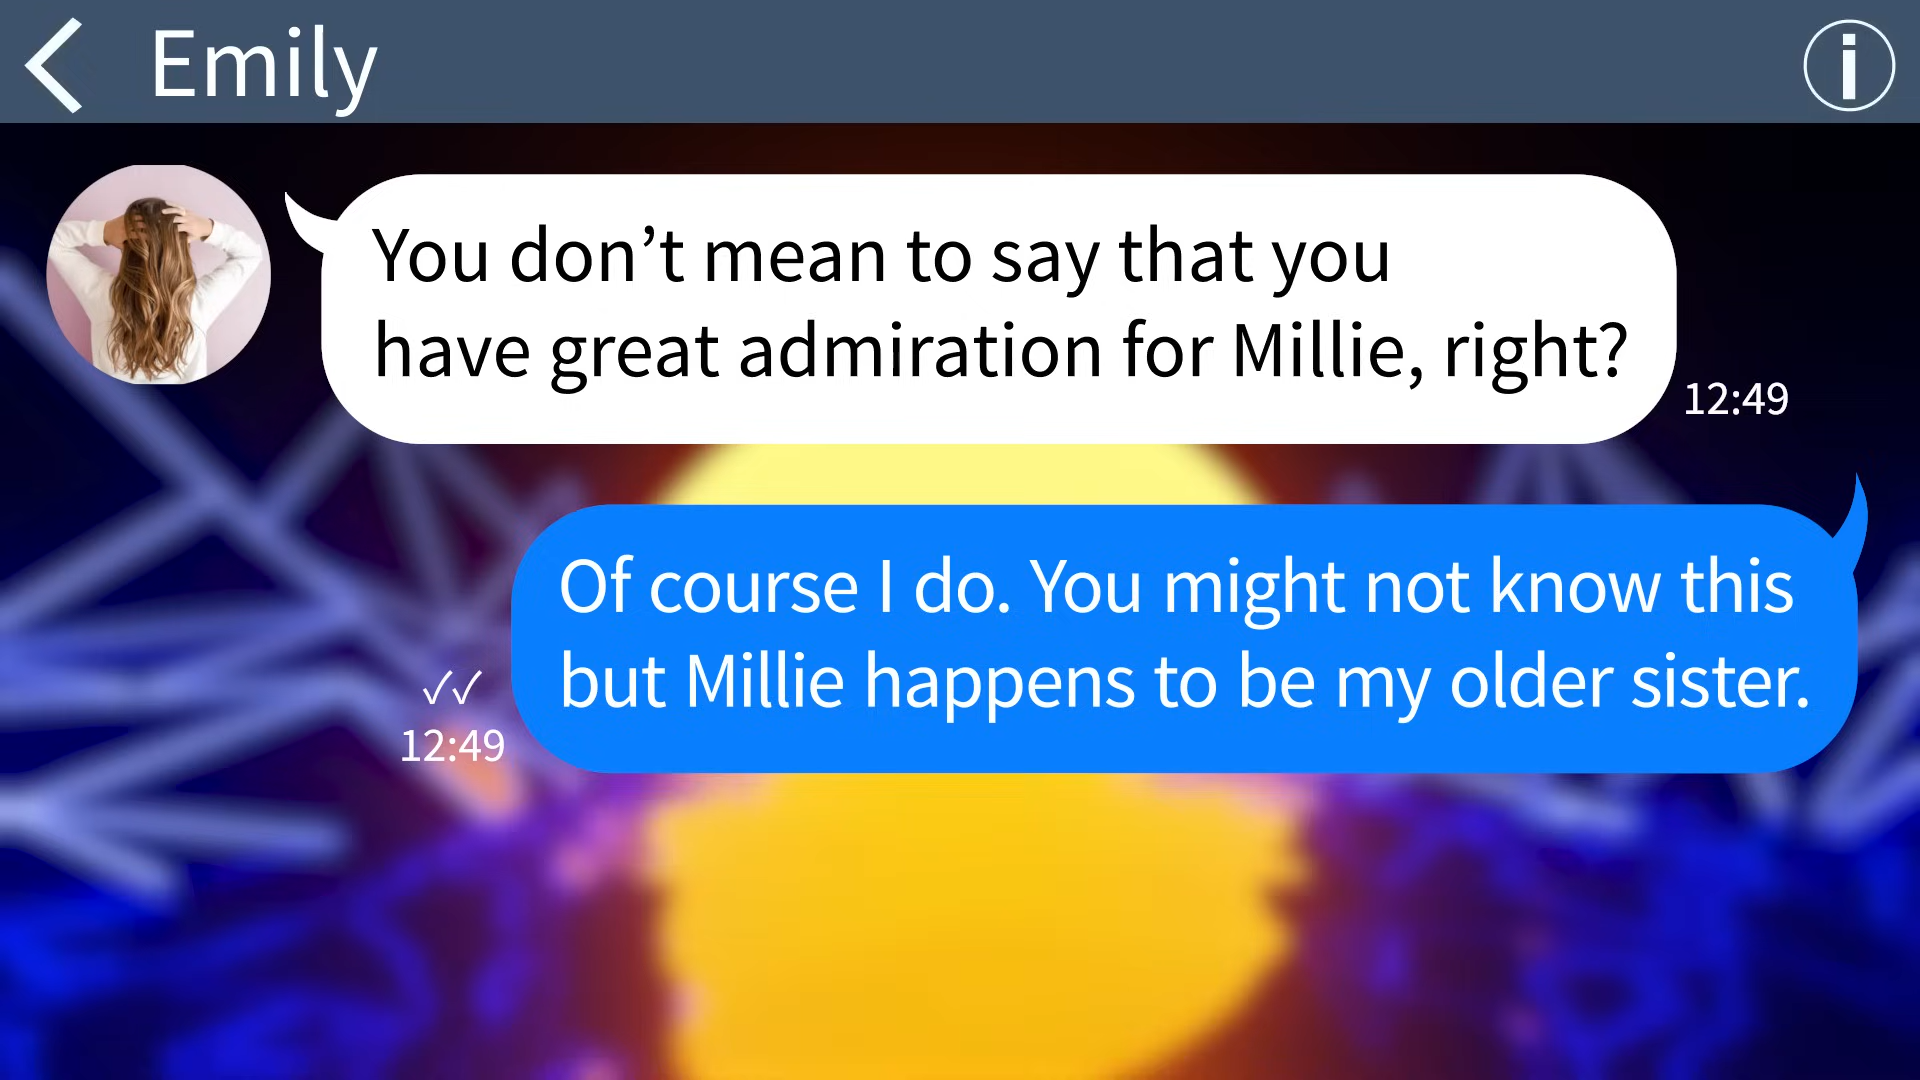 Emily
You don’t mean to say that you
have great admiration for Millie, right?
12:49
Of course I do. You might not know this
but Millie happens to be my older sister.
✓✓
12:49